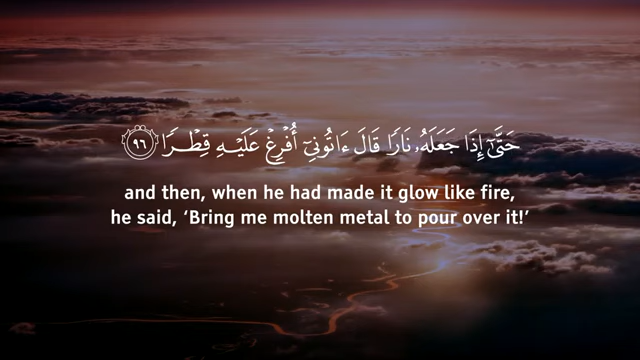 حَتَّىٰٓ إِذَا جَعَلَهُۥ نَارًا قَالَ ءَاتُونِىٓ أُفْرِغْ عَلَيْهِ قِطْرًا ٩٦
and then, when he had made it glow like fire,
he said, ‘Bring me molten metal to pour over it!’